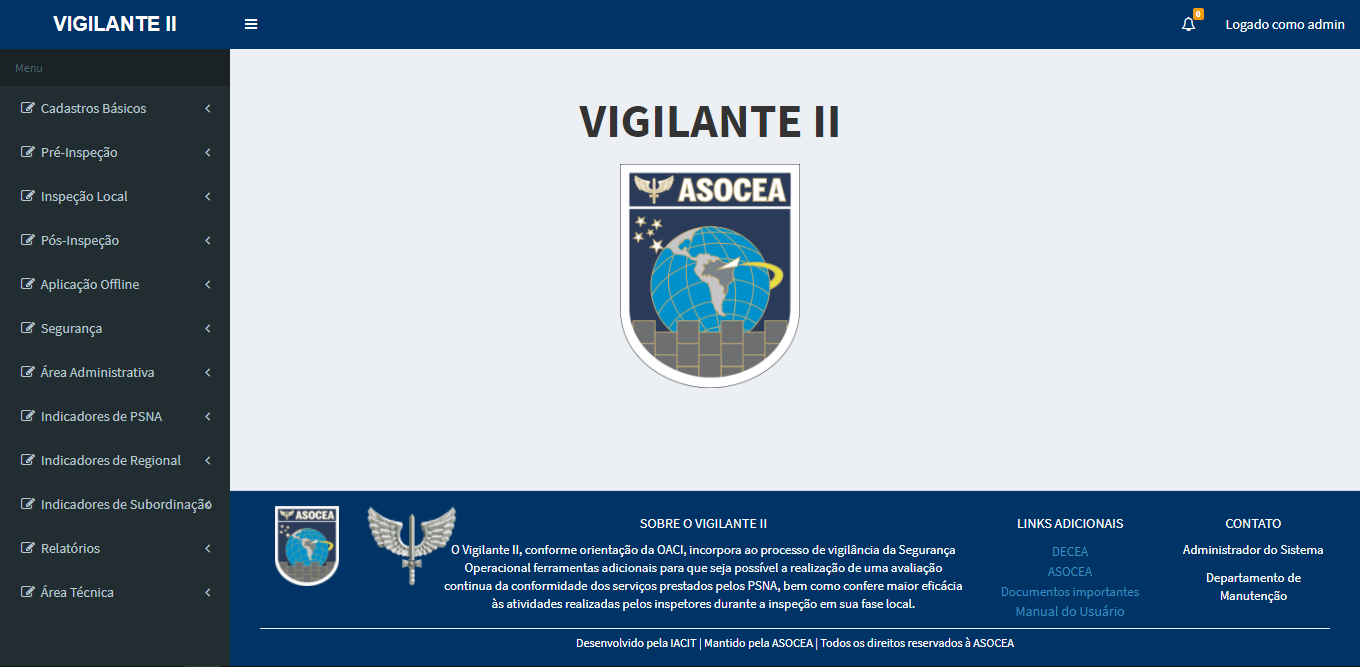 VIGILANTE II
0
Logado como admin
Menu
Cadastros Básicos
Pré-Inspeção
Inspeção Local
Pós-Inspeção
Aplicação Offline
Segurança
Área Administrativa
Indicadores de PSNA
Indicadores de Regional
Indicadores de Subordinação
Relatórios
Área Técnica
VIGILANTE II
ASOCEA
ASOCEA
SOBRE O VIGILANTE II
O Vigilante II, conforme orientação da OACI, incorpora ao processo de vigilância da Segurança
Operacional ferramentas adicionais para que seja possível a realização de uma avaliação
continua da conformidade dos serviços prestados pelos PSNA, bem como confere maior eficácia
às atividades realizadas pelos inspetores durante a inspeção em sua fase local.
LINKS ADICIONAIS
DECEA
ASOCEA
Documentos importantes
Manual do Usuário
CONTATO
Administrador do Sistema
Departamento de
Manutenção
Desenvolvido pela IACIT | Mantido pela ASOCEA | Todos os direitos reservados à ASOCEA